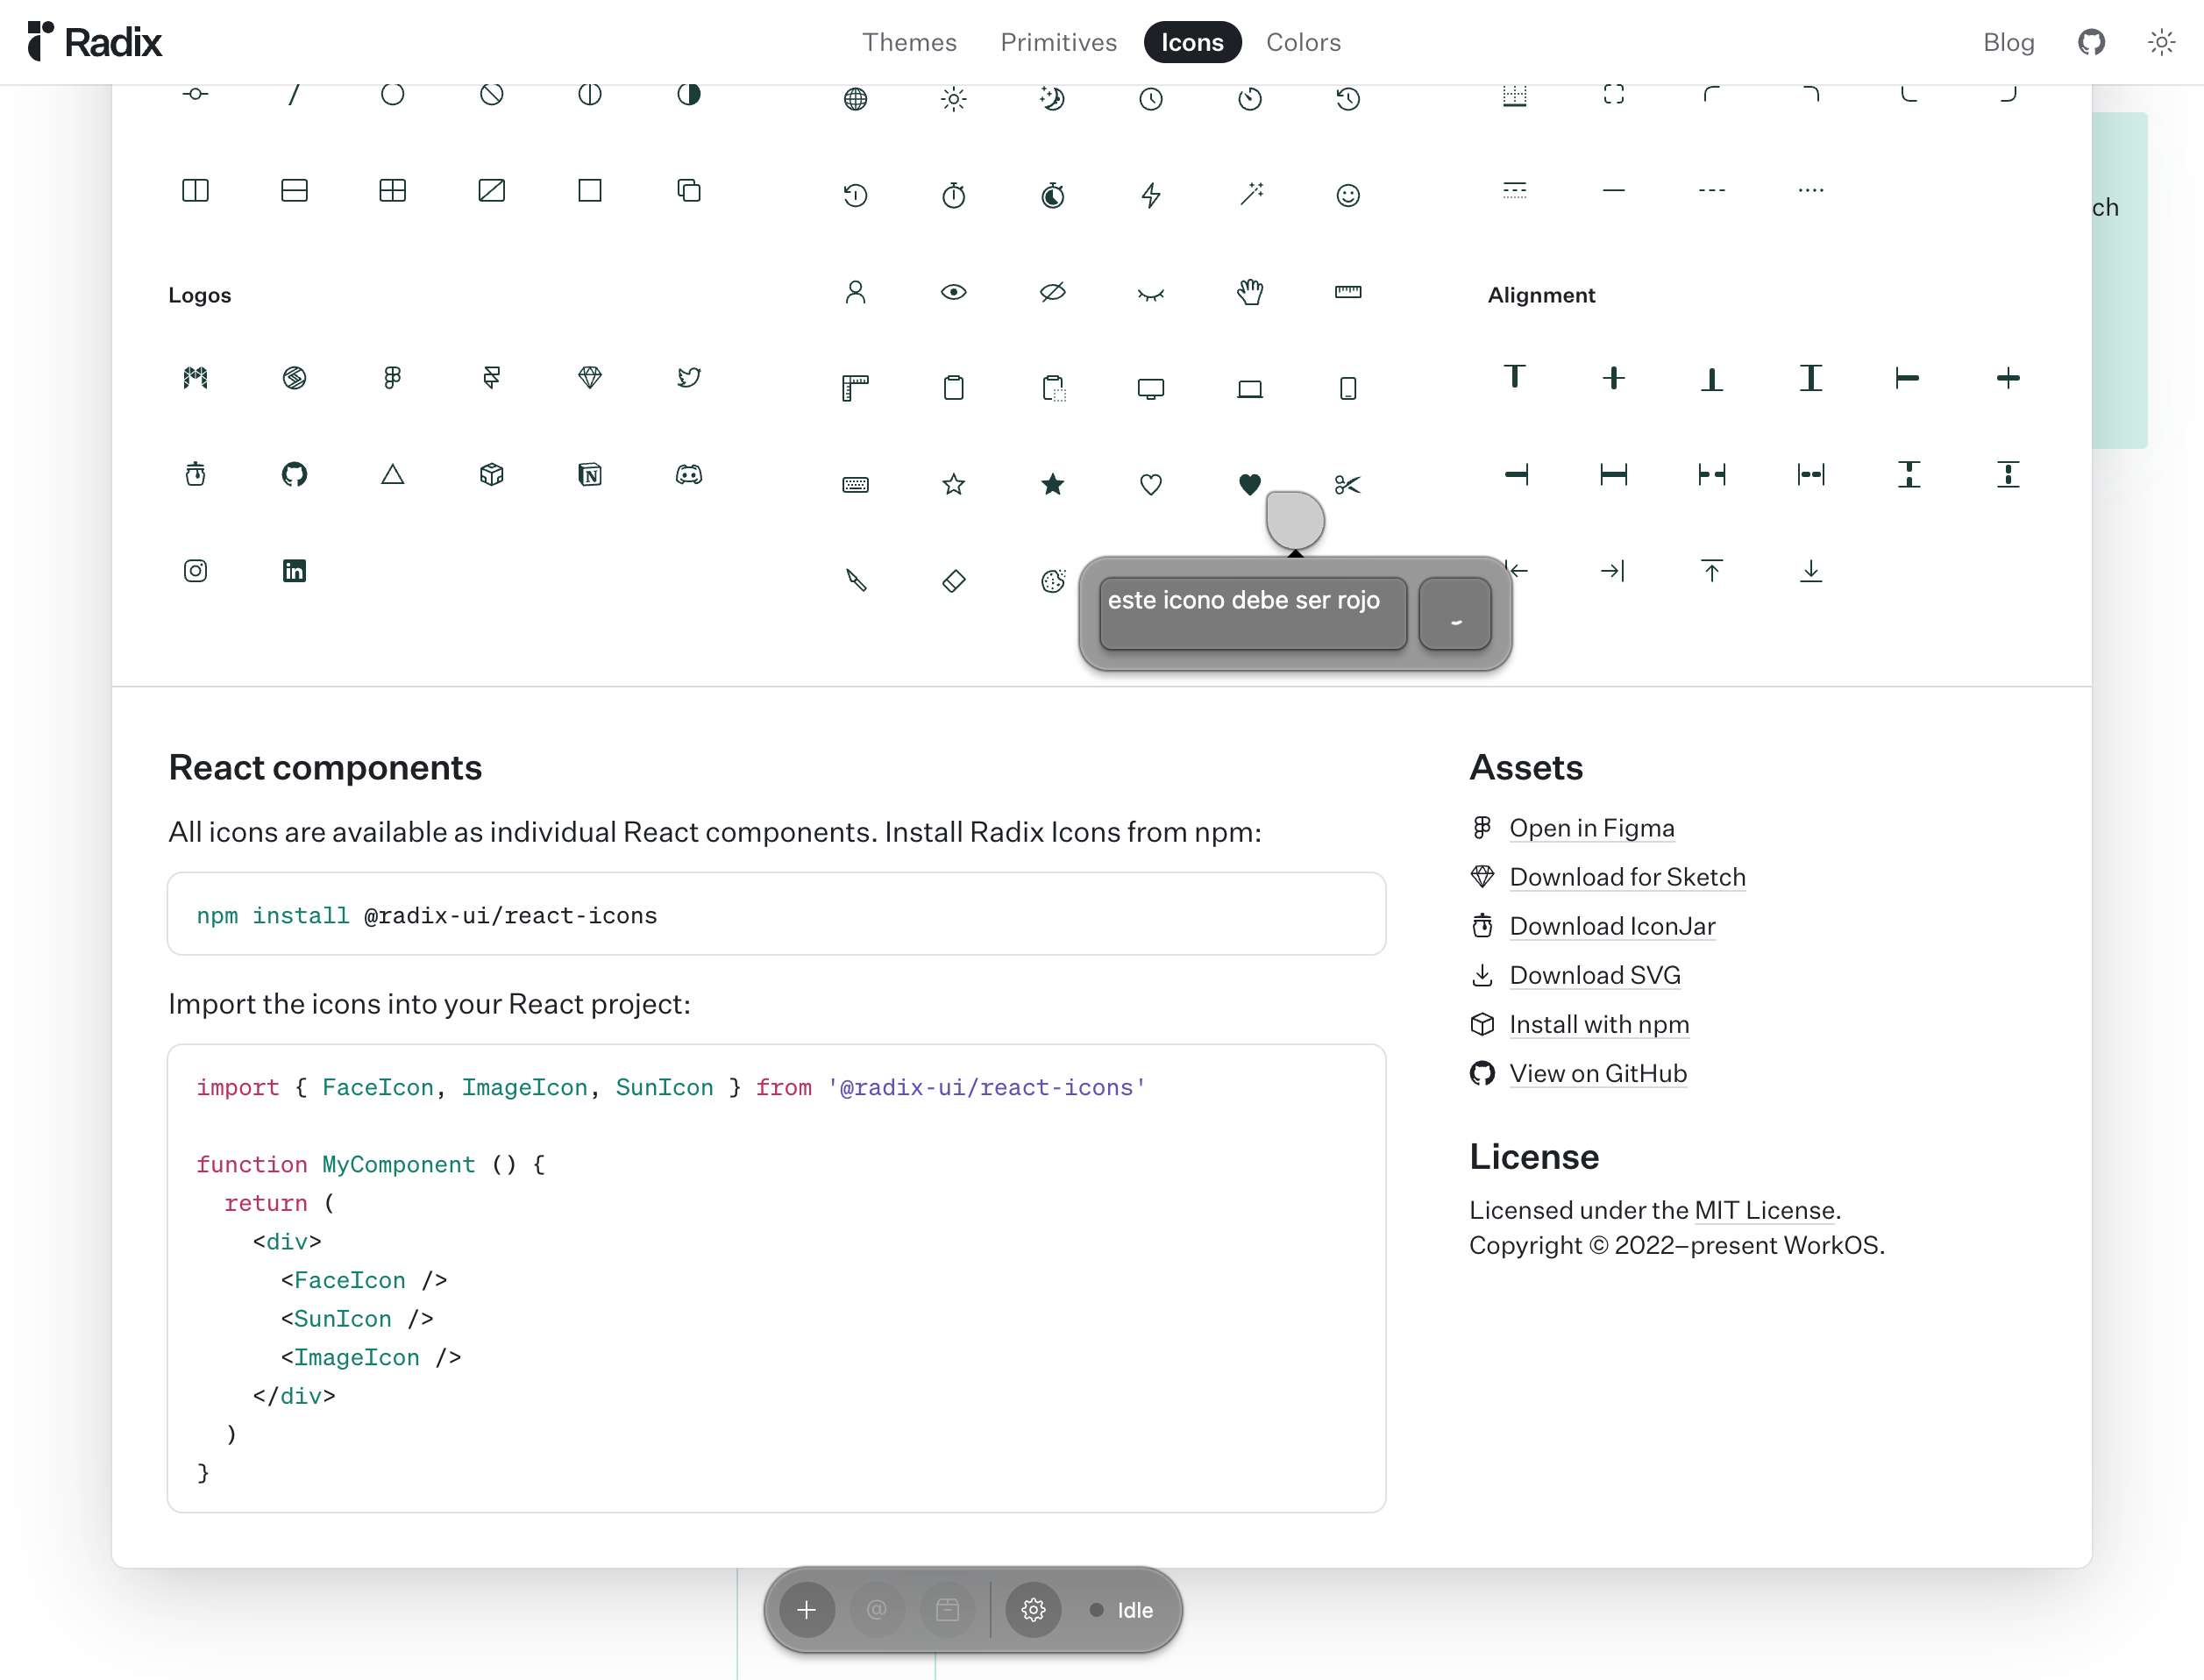 Radix
Themes
Primitives
Icons
Colors
Blog
ch
Logos
Alignment
este icono debe ser rojo
React components
All icons are available as individual React components. Install Radix Icons from npm:
npm install @radix-ui/react-icons
Import the icons into your React project:
import { FaceIcon, ImageIcon, SunIcon } from '@radix-ui/react-icons'
function MyComponent () {
return (
<div>
<FaceIcon />
<SunIcon />
<ImageIcon />
</div>
)
}
Assets
Open in Figma
Download for Sketch
Download IconJar
Download SVG
Install with npm
View on GitHub
License
Licensed under the MIT License.
Copyright © 2022–present WorkOS.
Idle